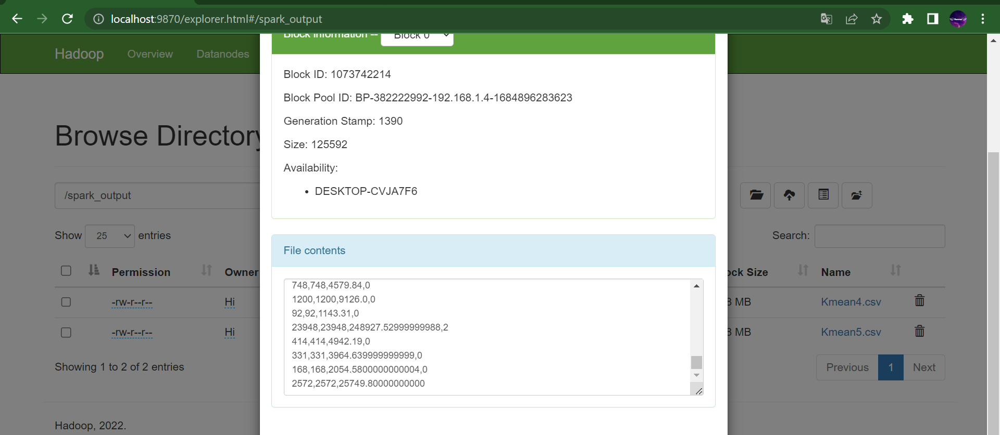 localhost:9870/explorer.html#/spark_output
Hadoop Overview Datanodes
Block information -- Block 0
Block ID: 1073742214
Block Pool ID: BP-382222992-192.168.1.4-1684896283623
Generation Stamp: 1390
Size: 125592
Availability:
DESKTOP-CVJA7F6
Browse Directory
/spark_output
Show 25 entries
Search:
Permission Owner ock Size Name
-rw-r--r-- Hi MB Kmean4.csv
-rw-r--r-- Hi MB Kmean5.csv
Showing 1 to 2 of 2 entries
Previous 1 Next
File contents
748,748,4579.84,0
1200,1200,9126.0,0
92,92,1143.31,0
23948,23948,248927.52999999988,2
414,414,4942.19,0
331,331,3964.639999999999,0
168,168,2054.5800000000004,0
2572,2572,25749.80000000000
Hadoop, 2022.